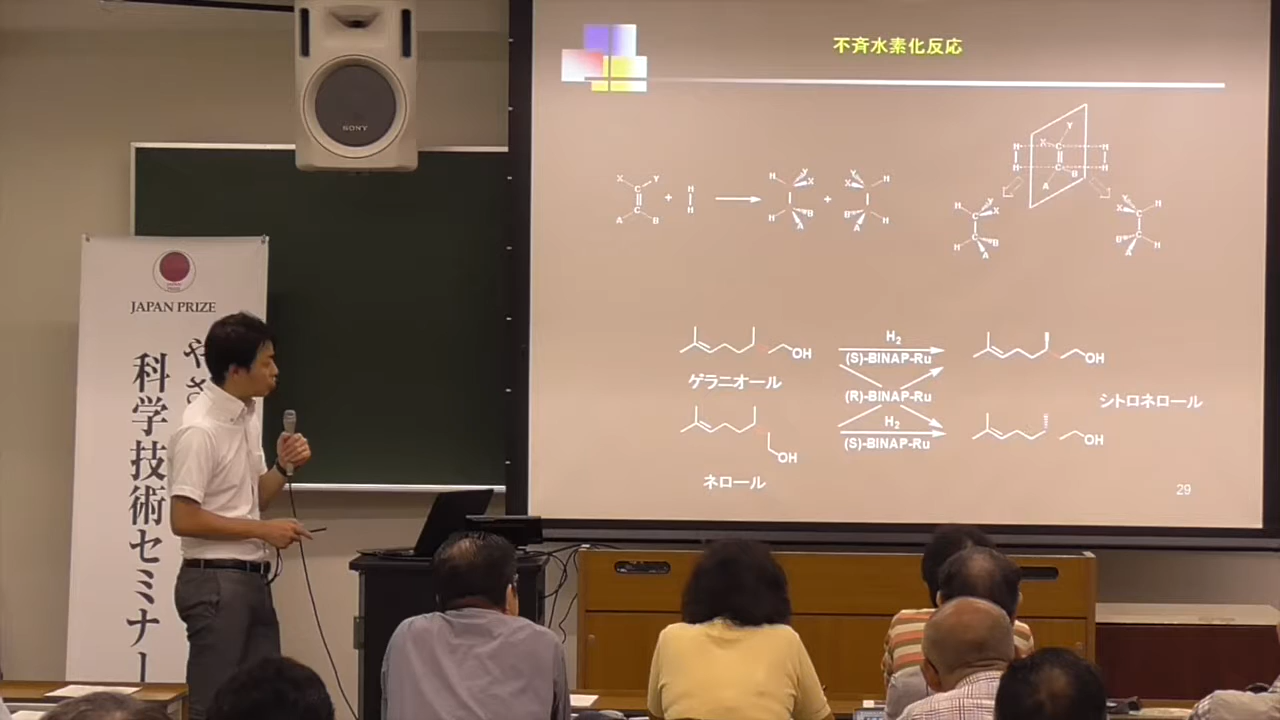 SONY
JAPAN PRIZE
やさ
科学技術セミナー
不斉水素化反応
X Y
C
C
A B
+
H
H
H Y X
H B A
+
Y X H
B A H
H H
H H
Y
X C
C B
A
H C Y X
H C B A
Y X C H
B C H
A
OH
H2
(S)-BINAP-Ru
OH
ゲラニオール
(R)-BINAP-Ru
シトロネロール
H2
(S)-BINAP-Ru
OH
OH
ネロール
29